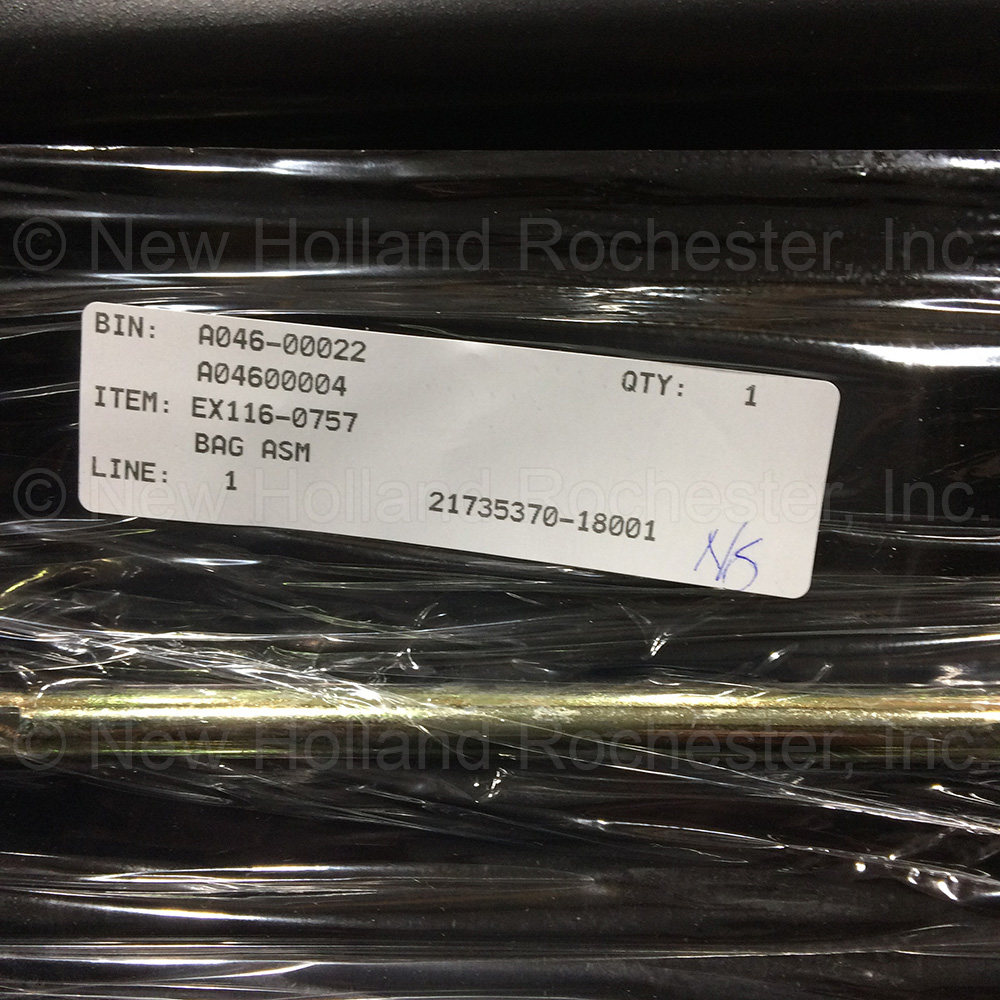 © New Holland Rochester, Inc.
BIN: A046-00022
A04600004
QTY: 1
ITEM: EX116-0757
BAG ASM
LINE: 1
© New Holland Rochester, Inc.
21735370-18001
© New Holland Rochester, Inc.